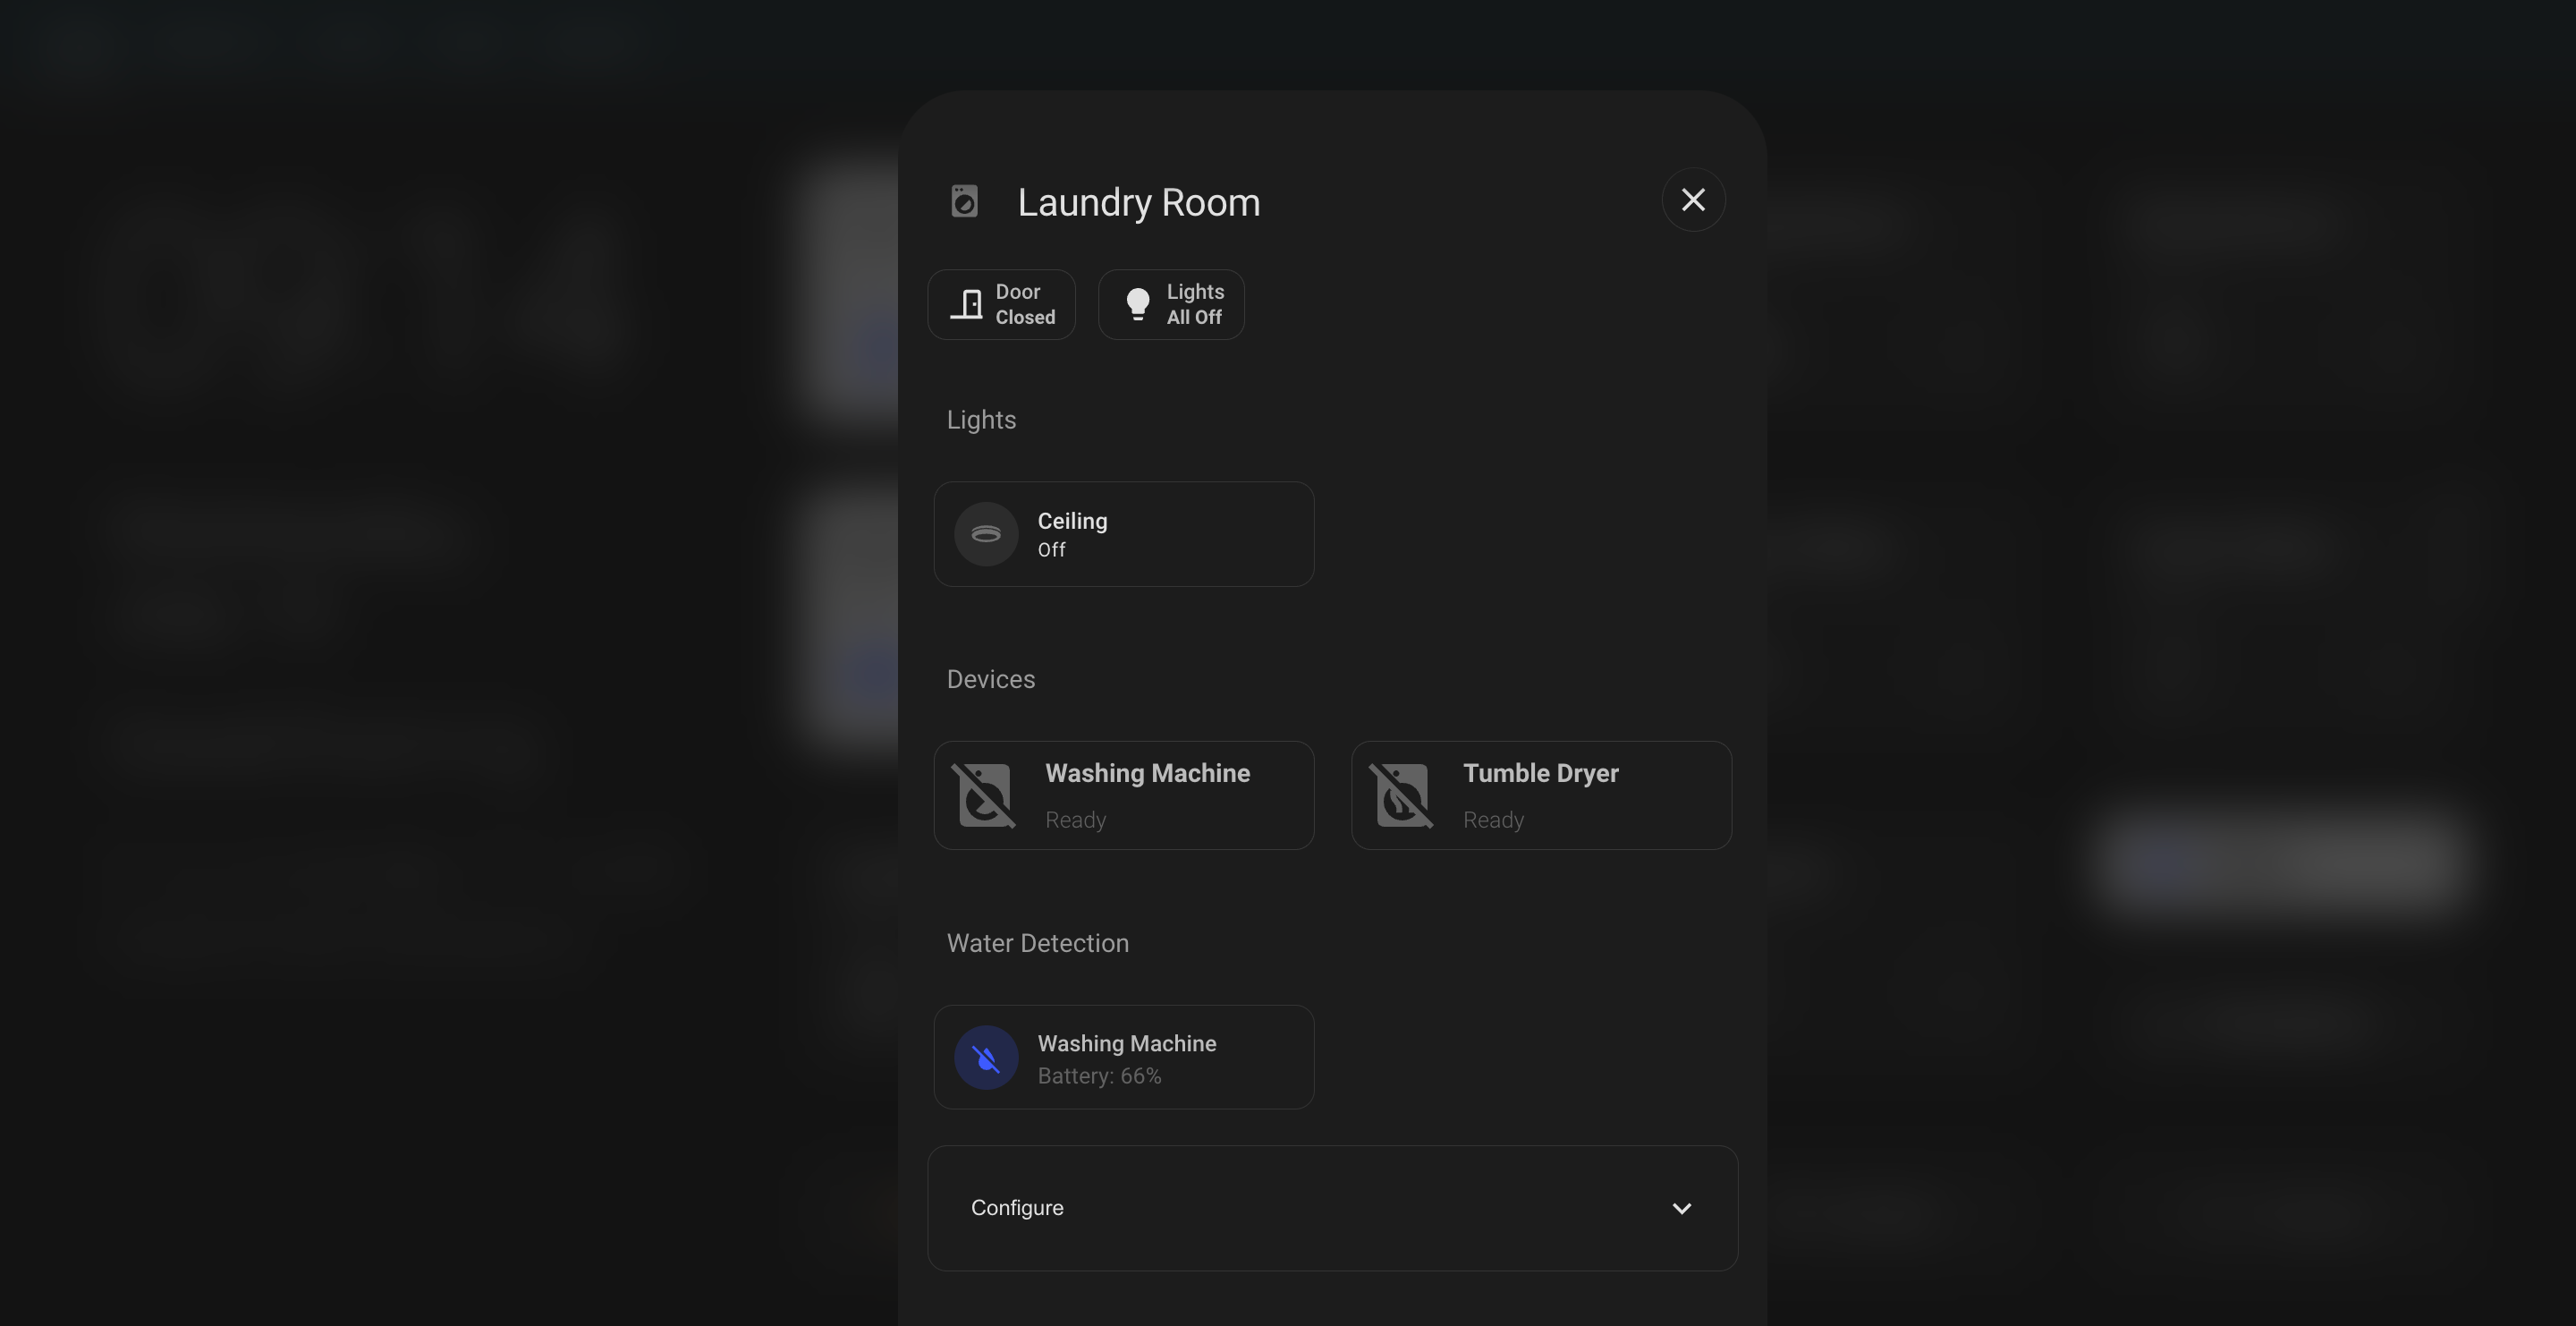 Laundry Room
Door
Closed
Lights
All Off
Lights
Ceiling
Off
Devices
Washing Machine
Ready
Tumble Dryer
Ready
Water Detection
Washing Machine
Battery: 66%
Configure